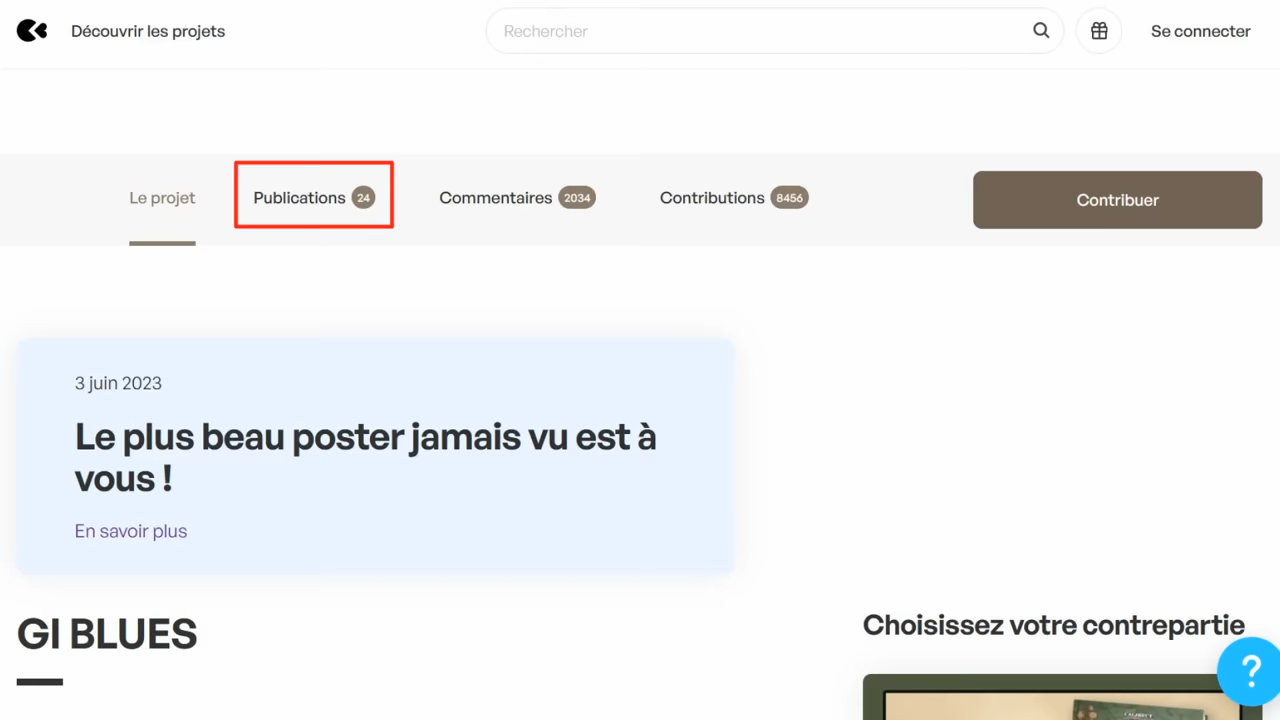 Découvrir les projets
Rechercher
Se connecter
Le projet
Publications 24
Commentaires 2034
Contributions 8456
Contribuer
3 juin 2023
Le plus beau poster jamais vu est à
vous !
En savoir plus
GI BLUES
Choisissez votre contrepartie
?